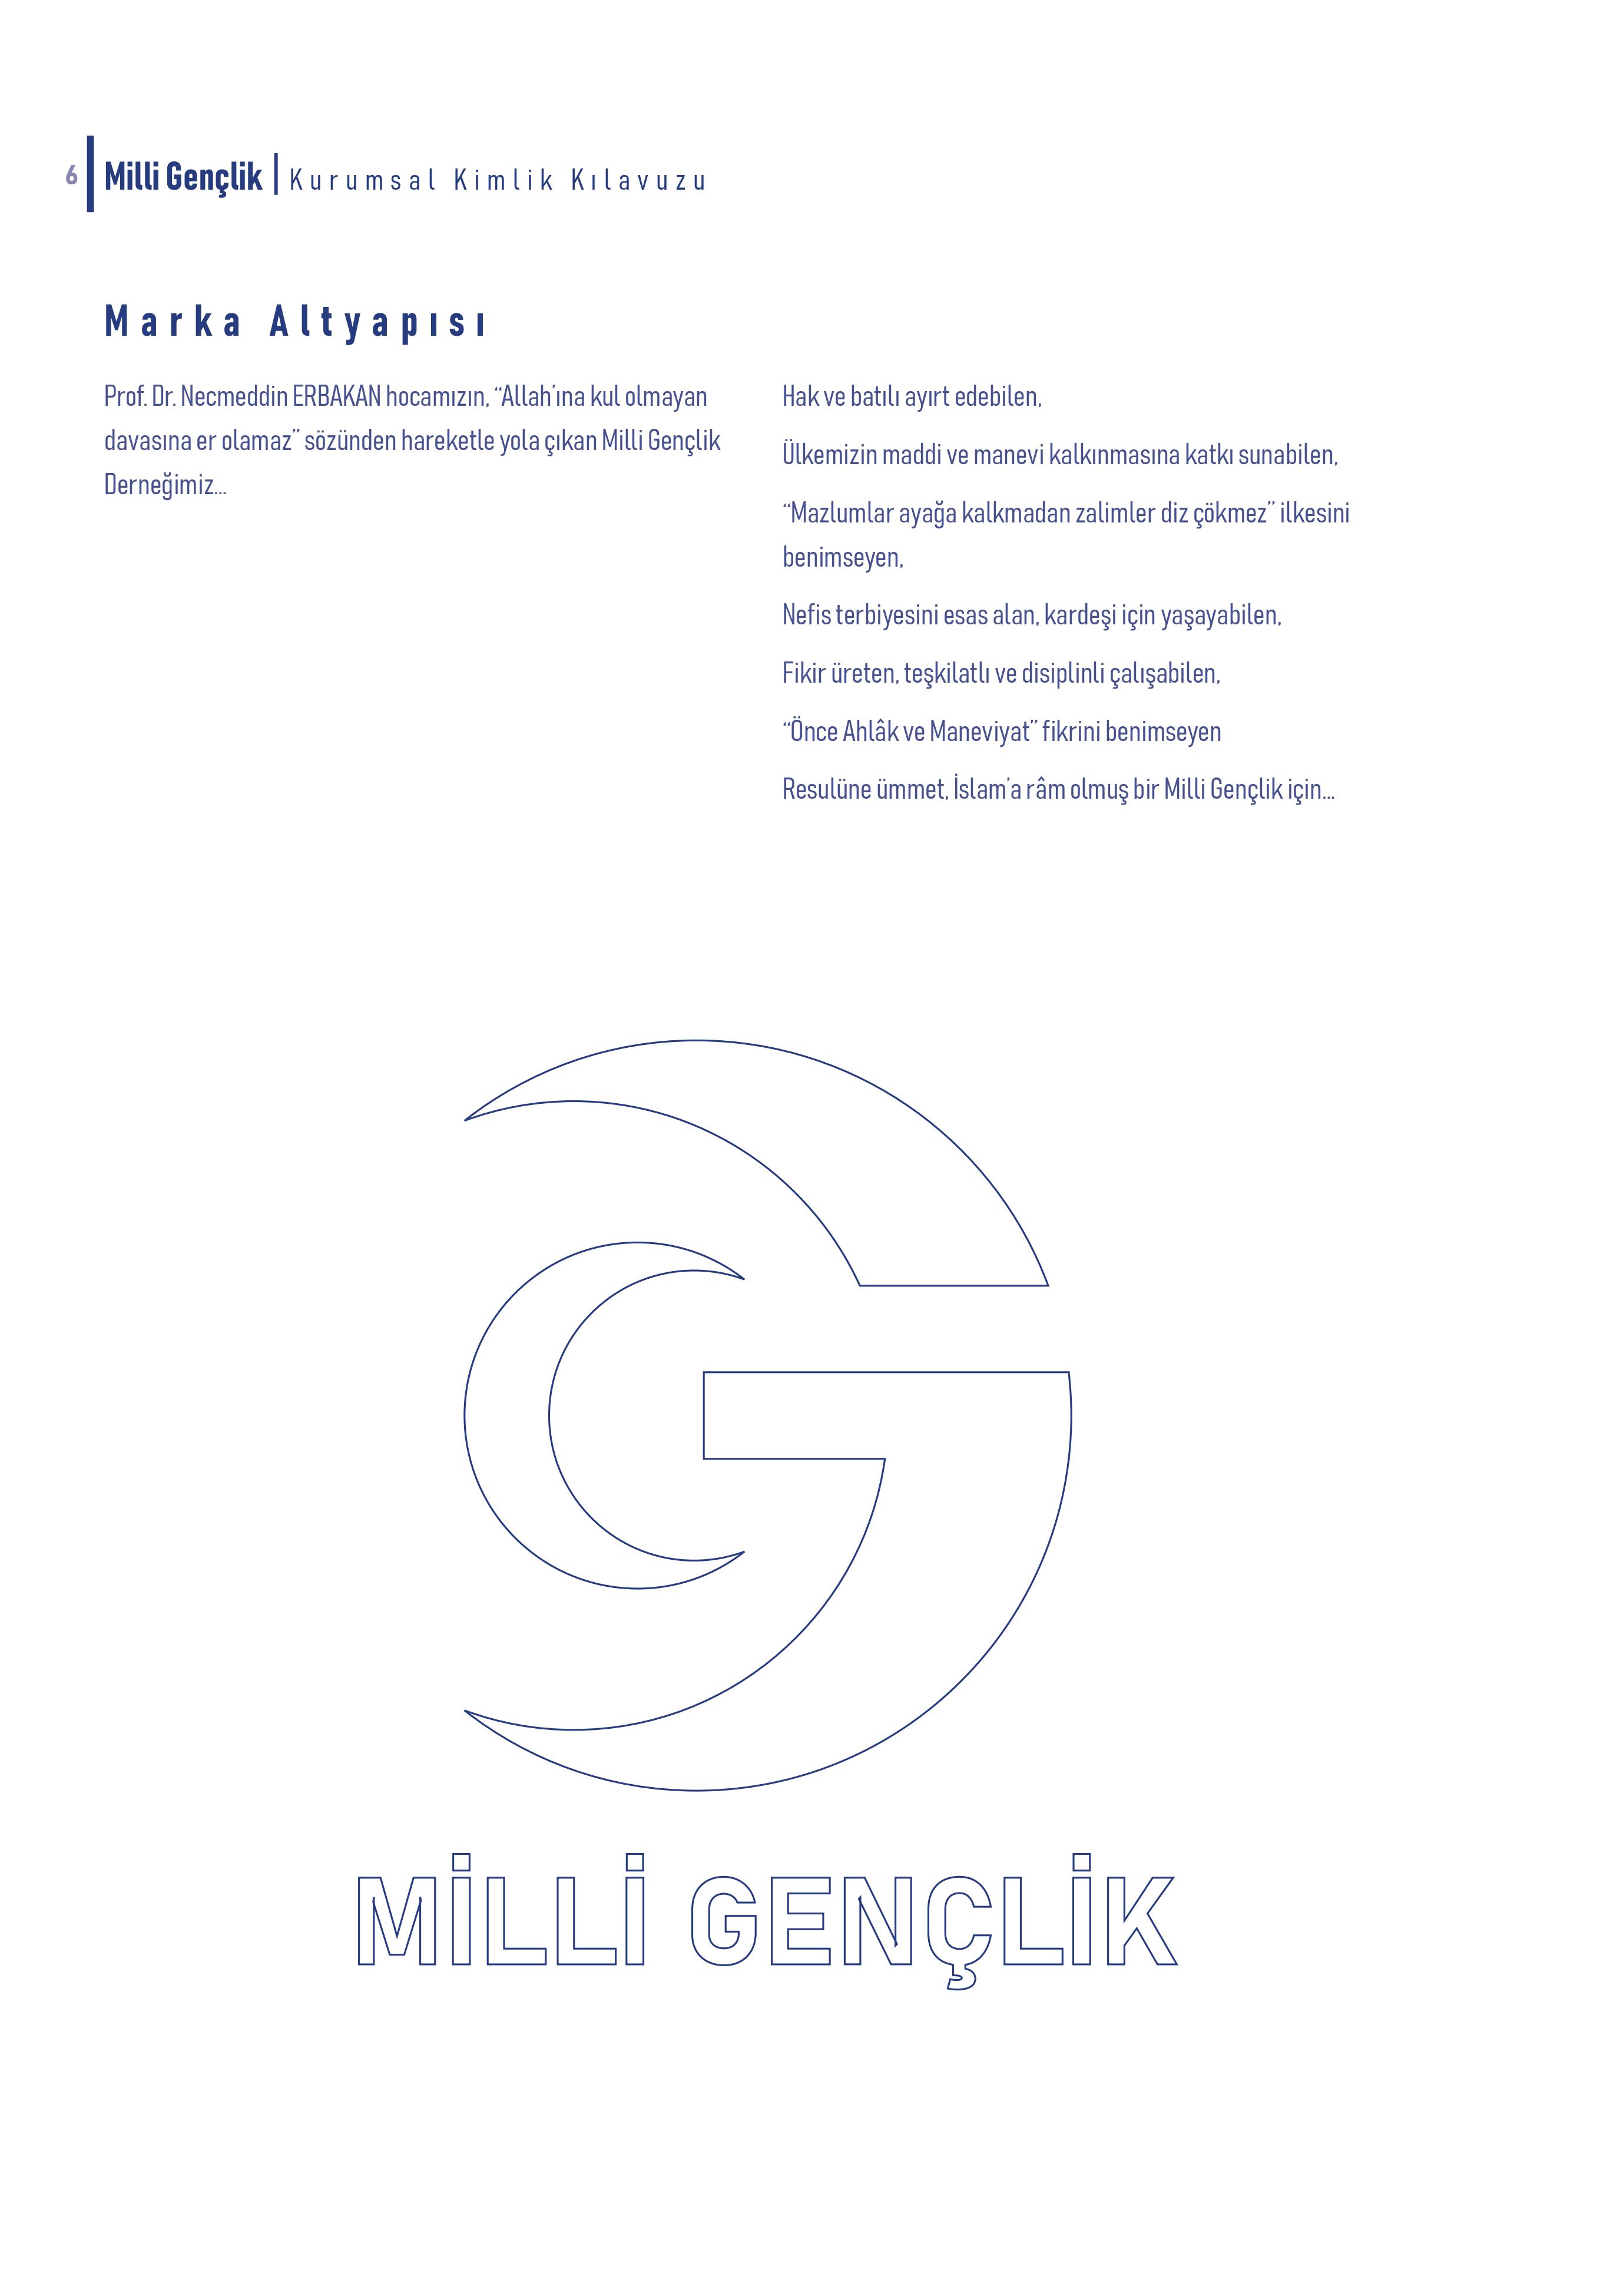 6
Milli Gençlik | Kurumsal Kimlik Kılavuzu
Marka Altyapısı
Prof. Dr. Necmeddin ERBAKAN hocamızın, “Allah’ına kul olmayan
davasına er olamaz” sözünden hareketle yola çıkan Milli Gençlik
Derneğimiz...
Hak ve batılı ayırt edebilen,
Ülkemizin maddi ve manevi kalkınmasına katkı sunabilen,
“Mazlumlar ayağa kalkmadan zalimler diz çökmez” ilkesini
benimseyen,
Nefis terbiyesini esas alan, kardeşi için yaşayabilen,
Fikir üreten, teşkilatlı ve disiplinli çalışabilen,
“Önce Ahlâk ve Maneviyat” fikrini benimseyen
Resulüne ümmet, İslam’a râm olmuş bir Milli Gençlik için...
MİLLİ GENÇLİK